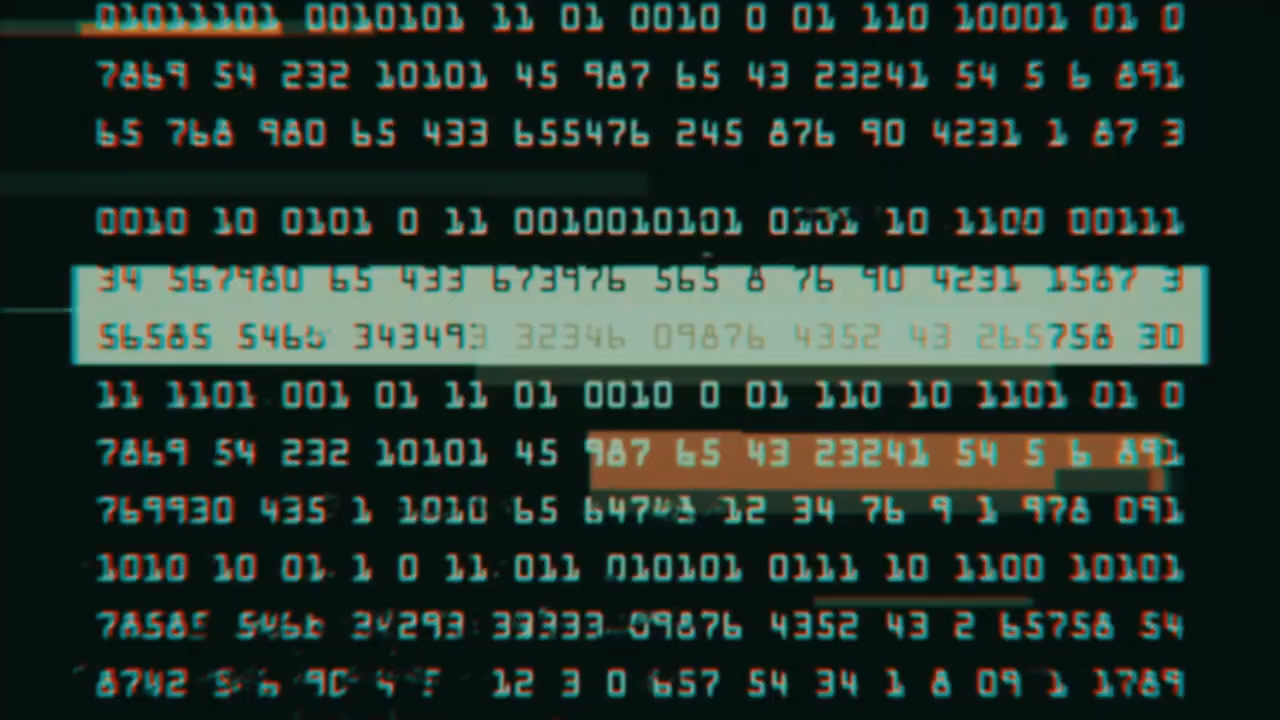 01011101 0010101 11 01 0010 0 01 110 10001 01 0
7869 54 232 10101 45 987 65 43 23241 54 5 6 891
65 768 980 65 433 655476 245 876 90 4231 1 87 3
0010 10 0101 0 11 0010010101 0101 10 1100 00111
34 567980 65 433 673976 565 8 76 90 4231 1587 3
56585 5466 343493 32346 09876 4352 43 265758 30
11 1101 001 01 11 01 0010 0 01 110 10 1101 01 0
7869 54 232 10101 45 987 65 43 23241 54 5 6 891
769930 435 1 1010 65 64743 12 34 76 9 1 978 091
1010 10 01 1 0 11 011 010101 0111 10 1100 10101
78585 5466 34293 33333 09876 4352 43 2 65758 54
8742 12 3 0 657 54 34 1 8 09 1 1789